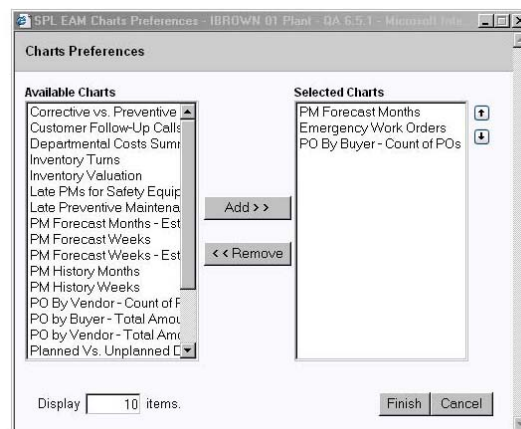 SPL EAM Charts Preferences - IBROWN 01 Plant - QA 6.5.1 - Microsoft Inte
Charts Preferences
Available Charts
Corrective vs. Preventive
Customer Follow-Up Calls
Departmental Costs Summ
Inventory Turns
Inventory Valuation
Late PMs for Safety Equip
Late Preventive Maintena
PM Forecast Months - Est
PM Forecast Weeks
PM Forecast Weeks - Est
PM History Months
PM History Weeks
PO By Vendor - Count of P
PO by Buyer - Total Amou
PO by Vendor - Total Amo
Planned Vs. Unplanned D
Add >>
<< Remove
Selected Charts
PM Forecast Months
Emergency Work Orders
PO By Buyer - Count of POs
Display 10 items.
Finish Cancel